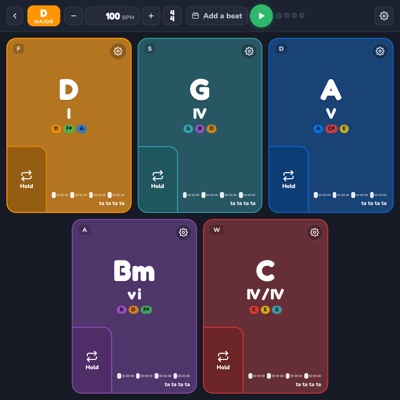 D
MAJOR
100 BPM
4
4
Add a beat
F
D
I
D F# A
Hold
ta ta ta ta
S
G
IV
G B D
Hold
ta ta ta ta
D
A
V
A C# E
Hold
ta ta ta ta
A
Bm
vi
B D F#
Hold
ta ta ta ta
W
C
IV/IV
C E G
Hold
ta ta ta ta